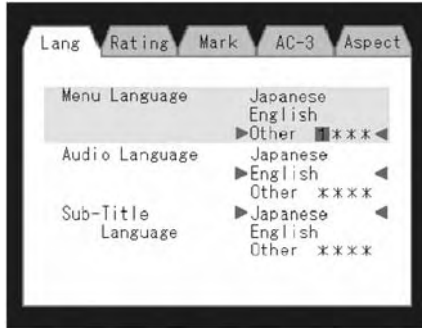 Lang Rating Mark AC-3 Aspect
Menu Language Japanese
English
▶Other 1***◀
Audio Language Japanese
▶English ◀
Other ****
Sub-Title ▶Japanese ◀
Language English
Other ****